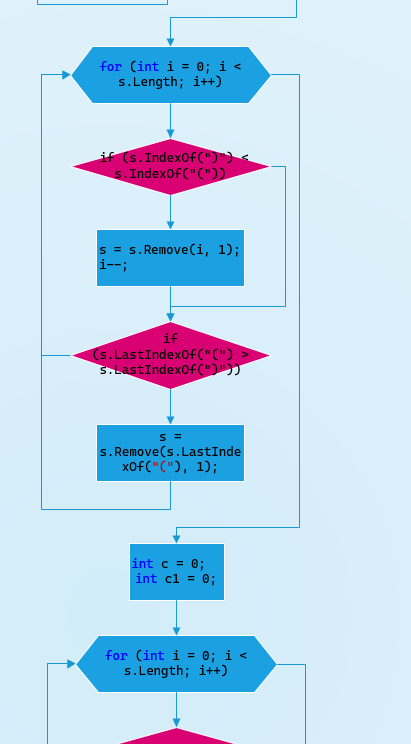 for (int i = 0; i <
s.Length; i++)
if (s.IndexOf(")") <
s.IndexOf("("))
s = s.Remove(i, 1);
i--;
if
(s.LastIndexOf("(") >
s.LastIndexOf(")"))
s =
s.Remove(s.LastInde
xOf("("), 1);
int c = 0;
int c1 = 0;
for (int i = 0; i <
s.Length; i++)